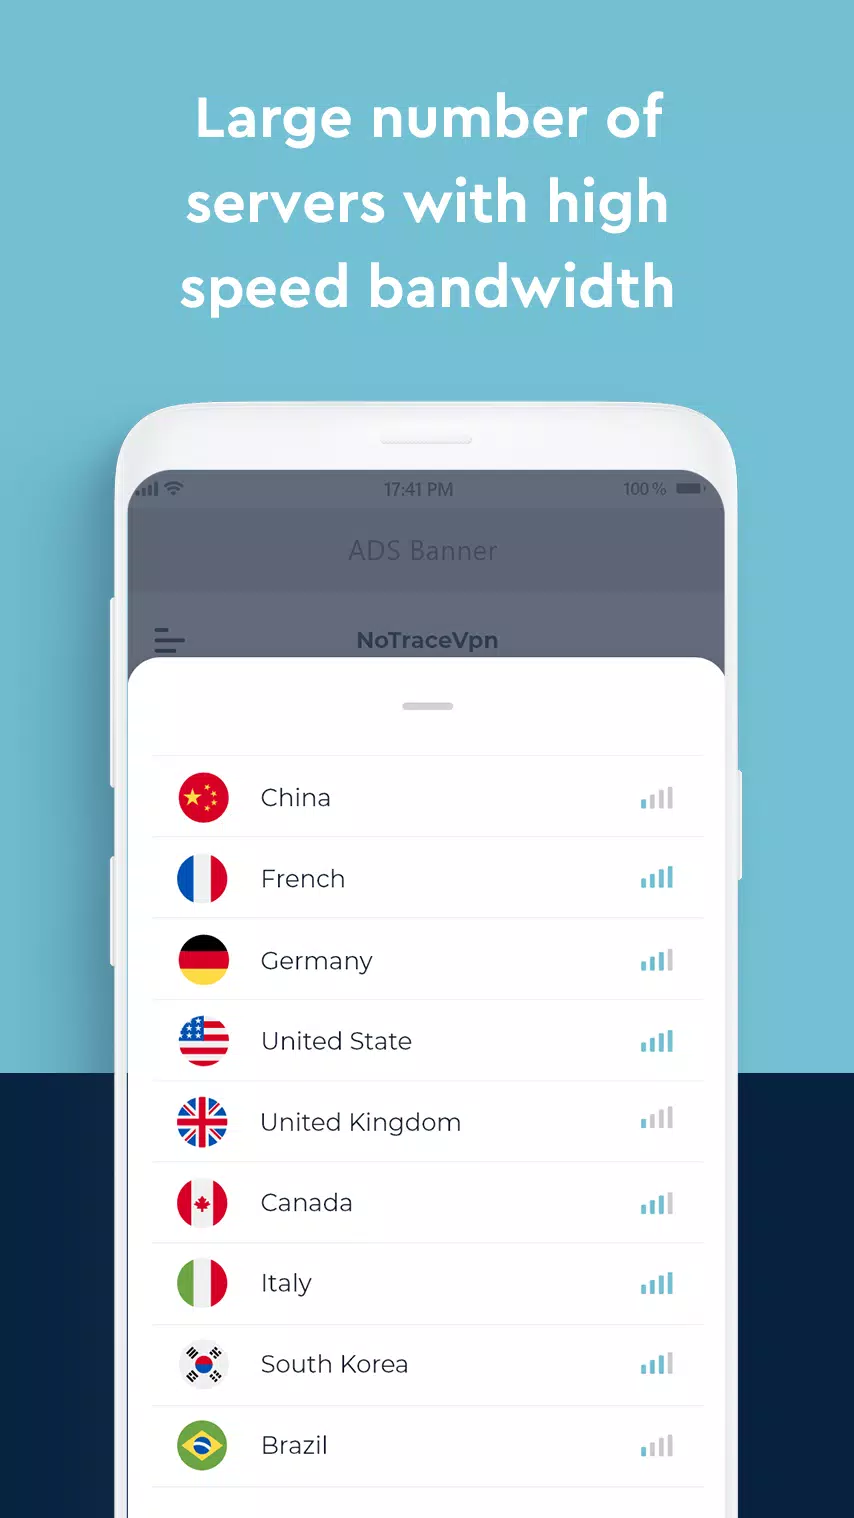 Large number of
servers with high
speed bandwidth
17:41 PM
100 %
ADS Banner
NoTraceVpn
China
French
Germany
United State
United Kingdom
Canada
Italy
South Korea
Brazil